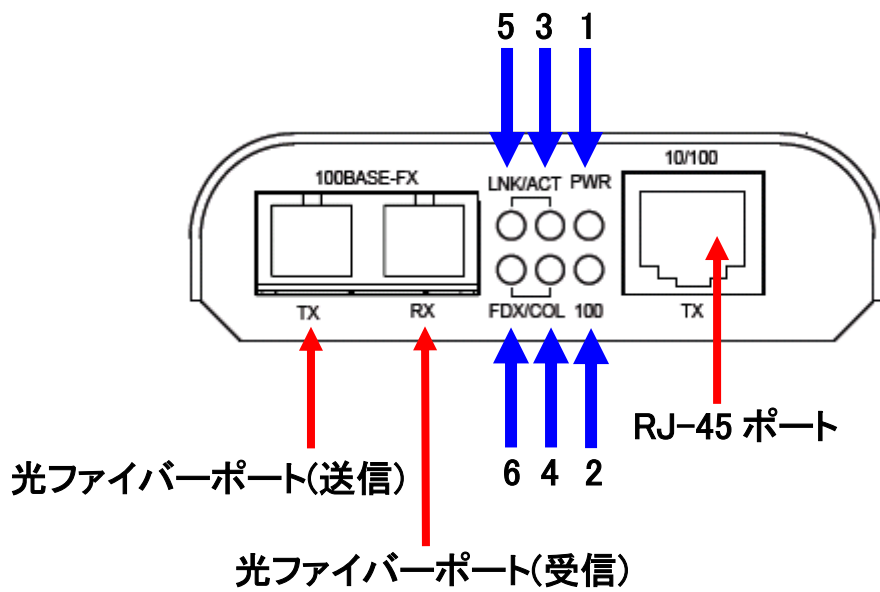 5 3 1
10/100
100BASE-FX
LNK/ACT PWR
TX RX FDX/COL 100 TX
RJ-45 ポート
光ファイバーポート(送信) 6 4 2
光ファイバーポート(受信)